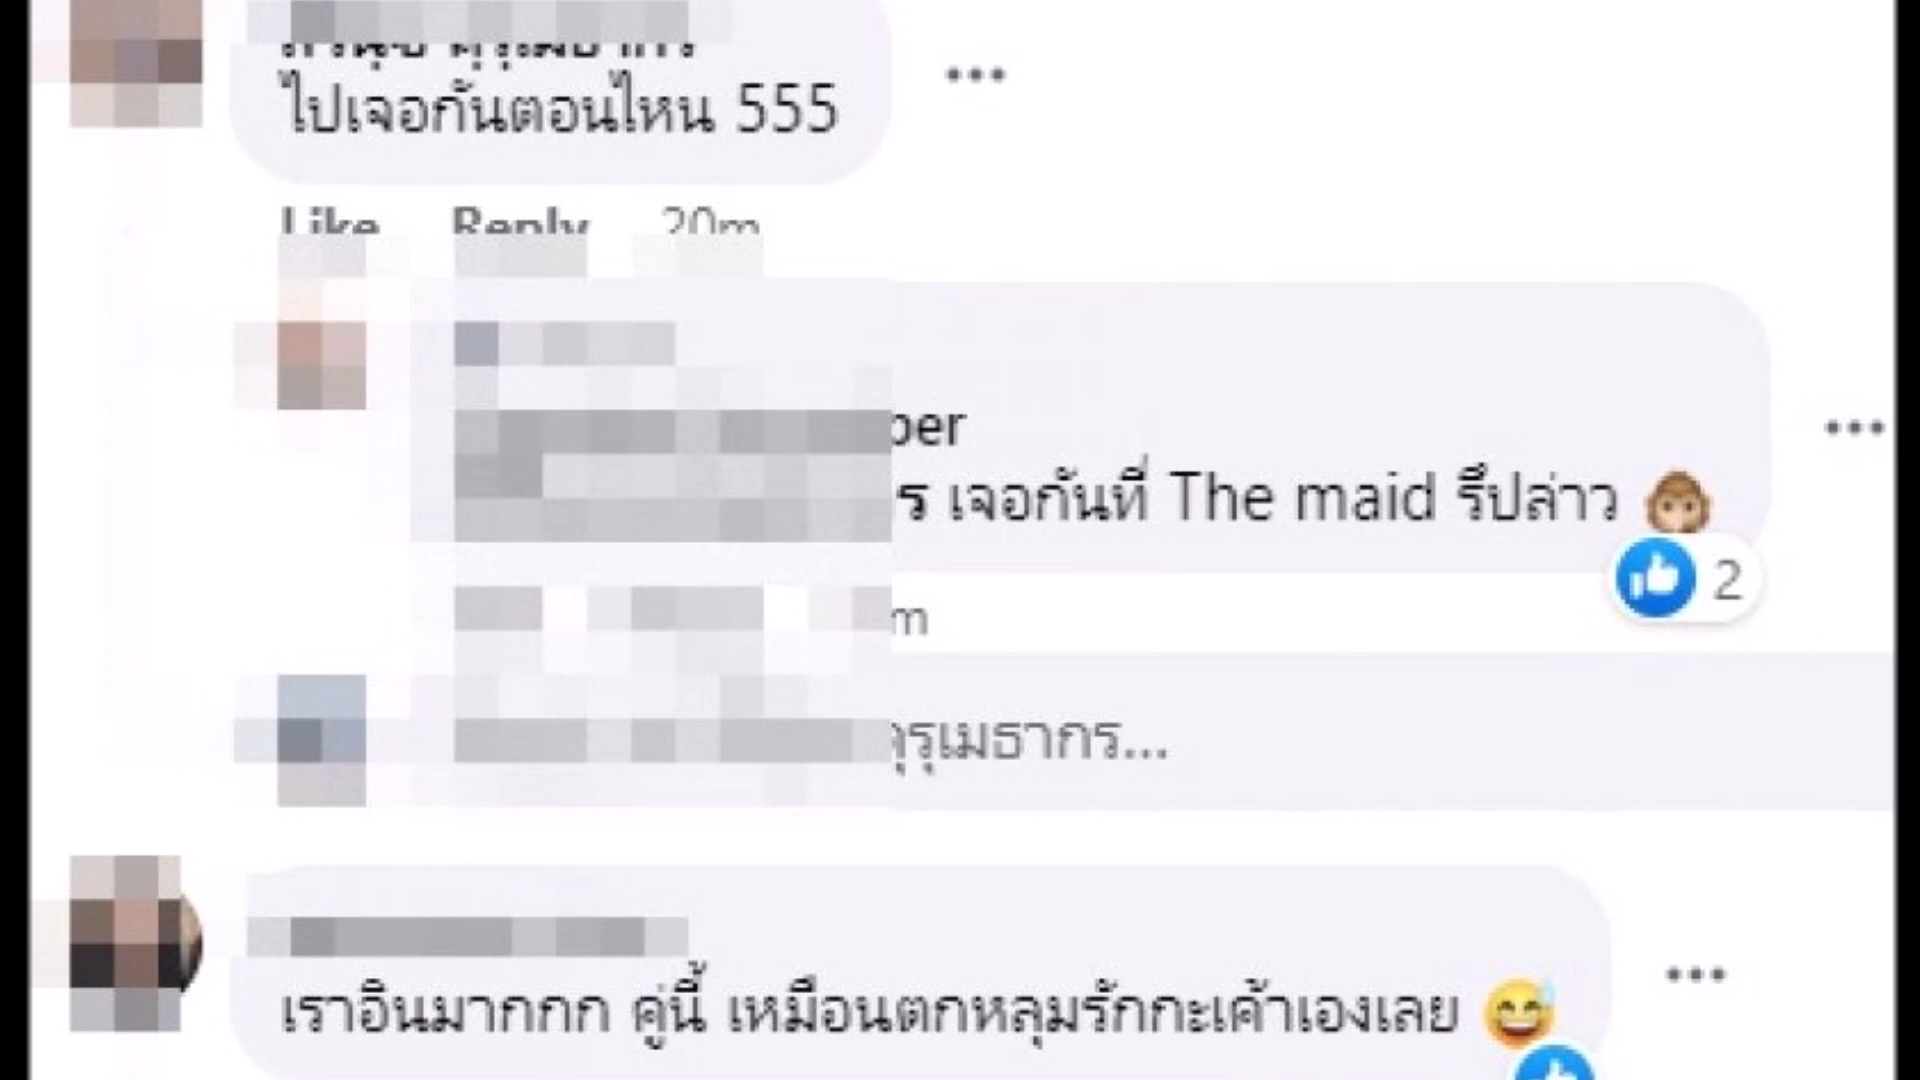 ไปเจอกันตอนไหน 555
Like Reply 20m
ร เจอกันที่ The maid รึปล่าว 🙊
2
คุรุเมธากร...
เราอินมากกก คู่นี้ เหมือนตกหลุมรักกะเค้าเองเลย 😅